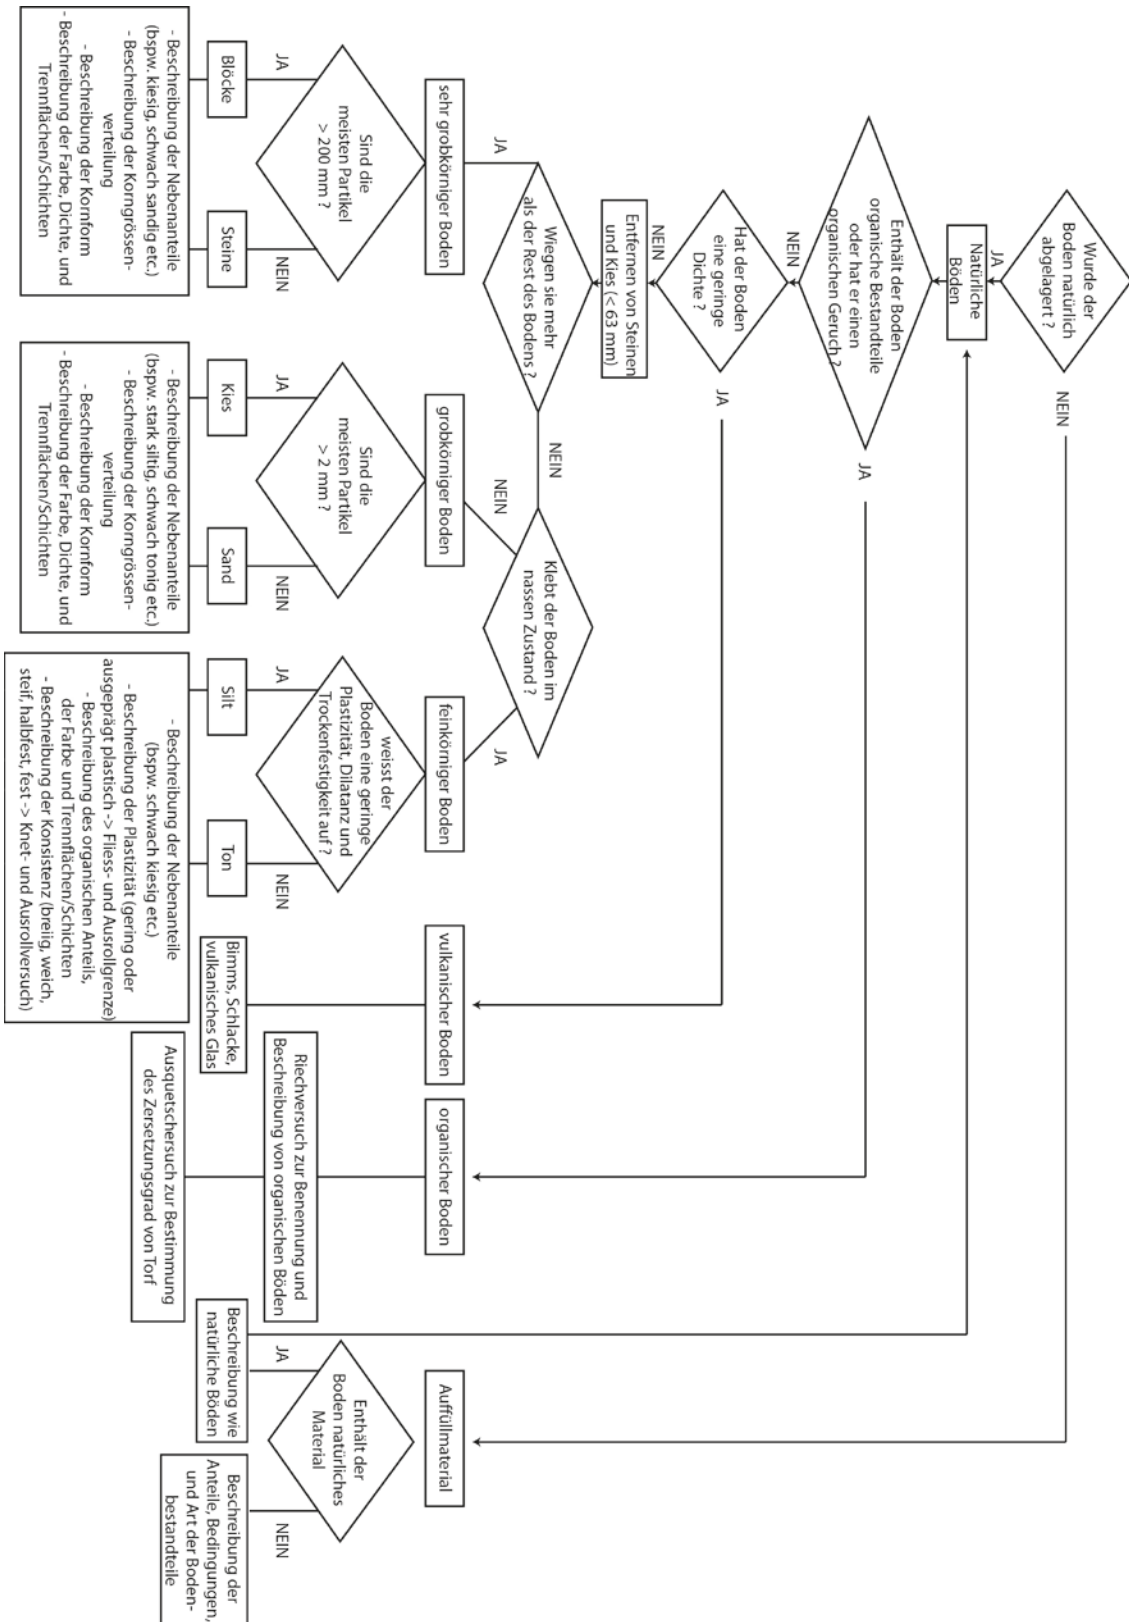 Wurde der
Boden natürlich
abgelagert ?
JA
NEIN
Natürliche
Böden
Enthält der Boden
organische Bestandteile
oder hat er einen
organischen Geruch ?
NEIN
JA
Hat der Boden
eine geringe
Dichte ?
NEIN
JA
Entfernen von Steinen
und Kies (< 63 mm)
Wiegen sie mehr
als der Rest des Bodens ?
JA
NEIN
Klebt der Boden im
nassen Zustand ?
NEIN
JA
sehr grobkörniger Boden
grobkörniger Boden
feinkörniger Boden
vulkanischer Boden
organischer Boden
Auffüllmaterial
Sind die
meisten Partikel
> 200 mm ?
JA
NEIN
Blöcke
Steine
- Beschreibung der Nebenanteile
(bspw. kiesig, schwach sandig etc.)
- Beschreibung der Korngrössen-
verteilung
- Beschreibung der Kornform
- Beschreibung der Farbe, Dichte, und
Trennflächen/Schichten
Sind die
meisten Partikel
> 2 mm ?
JA
NEIN
Kies
Sand
- Beschreibung der Nebenanteile
(bspw. stark siltig, schwach tonig etc.)
- Beschreibung der Korngrössen-
verteilung
- Beschreibung der Kornform
- Beschreibung der Farbe, Dichte, und
Trennflächen/Schichten
weisst der
Boden eine geringe
Plastizität, Dilatanz und
Trockenfestigkeit auf ?
JA
NEIN
Silt
Ton
- Beschreibung der Nebenanteile
(bspw. schwach kiesig etc.)
- Beschreibung der Plastizität (gering oder
ausgeprägt plastisch -> Fliess- und Ausrollgrenze)
- Beschreibung des organischen Anteils,
der Farbe und Trennflächen/Schichten
- Beschreibung der Konsistenz (breiig, weich,
steif, halbfest, fest -> Knet- und Ausrollversuch)
Bimms, Schlacke,
vulkanisches Glas
Riechversuch zur Benennung und
Beschreibung von organischen Böden
Ausquetschersuch zur Bestimmung
des Zersetzungsgrad von Torf
Enthält der
Boden natürliches
Material
JA
NEIN
Beschreibung wie
natürliche Böden
Beschreibung der
Anteile, Bedingungen,
und Art der Boden-
bestandteile